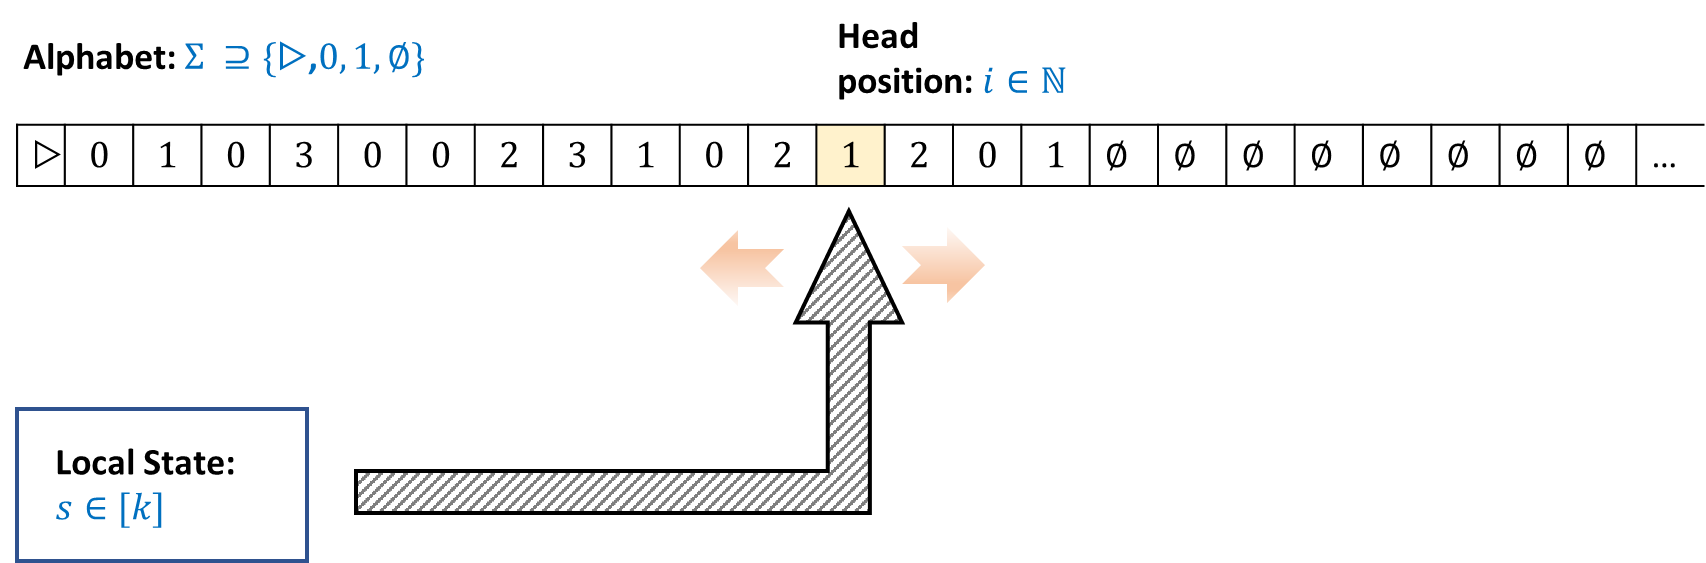 Alphabet: Σ ⊇ {▷,0, 1, ∅}
Head
position: i ∈ ℕ
▷ 0 1 0 3 0 0 2 3 1 0 2 1 2 0 1 ∅ ∅ ∅ ∅ ∅ ∅ ∅ ∅ ...
Local State:
s ∈ [k]